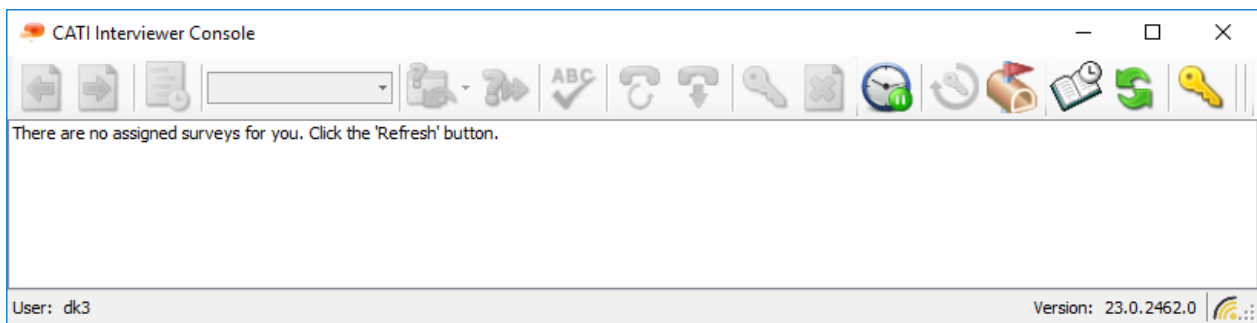 CATI Interviewer Console
ABC
There are no assigned surveys for you. Click the 'Refresh' button.
User: dk3
Version: 23.0.2462.0